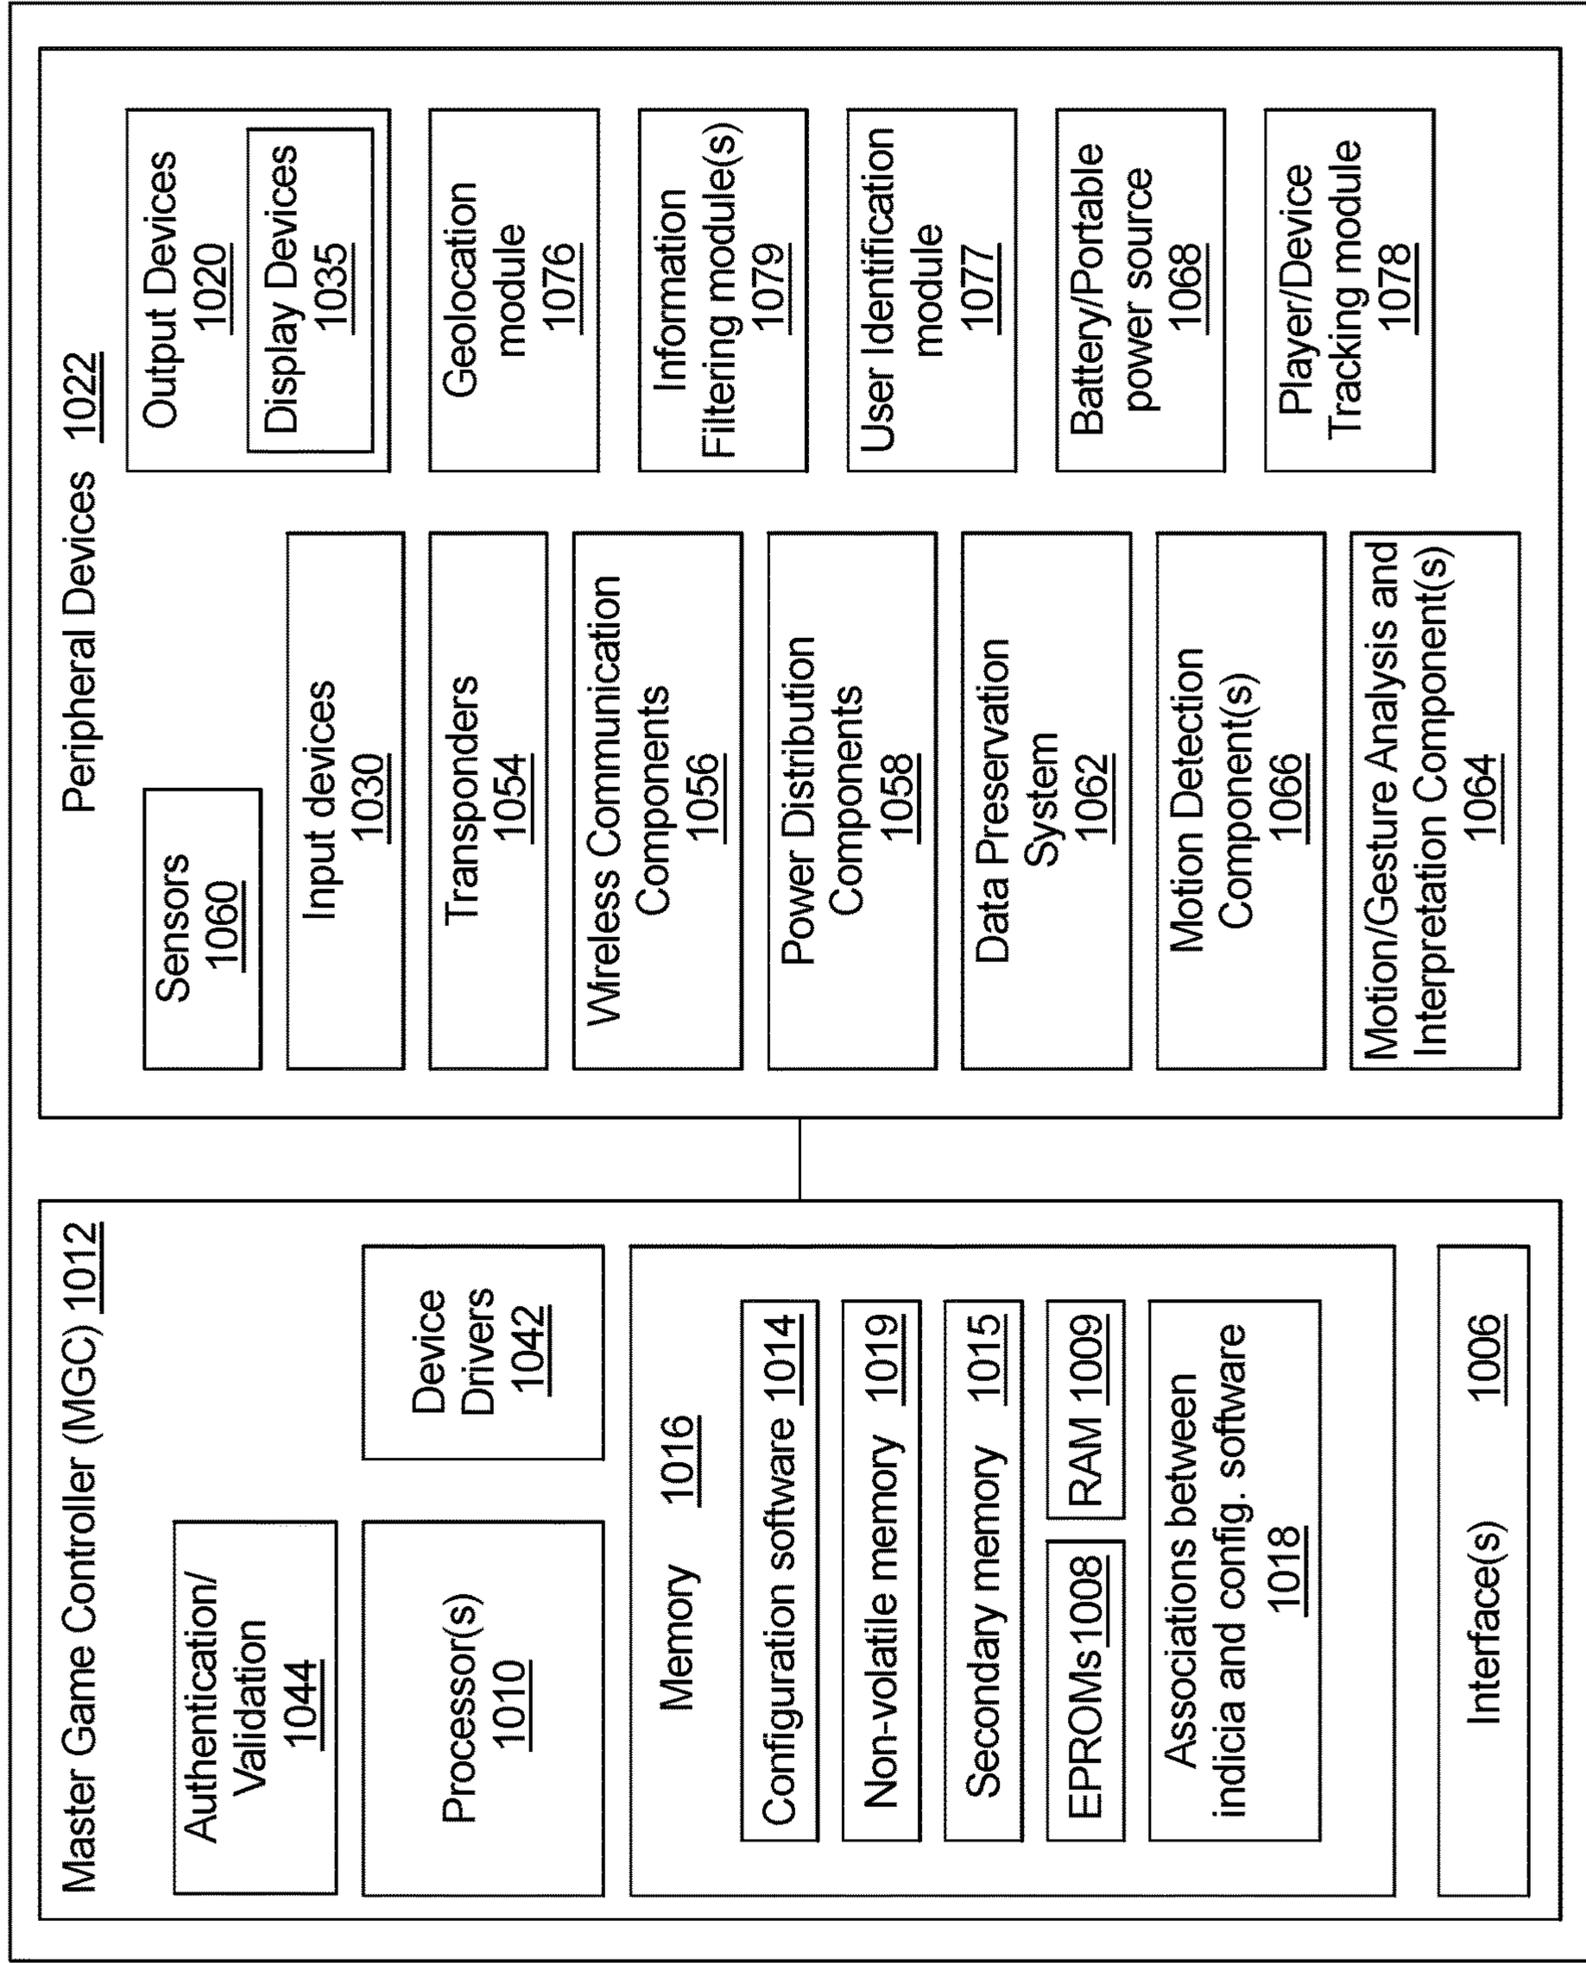 Master Game Controller (MGC) 1012
Authentication/
Validation
1044
Processor(s)
1010
Device
Drivers
1042
Memory 1016
Configuration software 1014
Non-volatile memory 1019
Secondary memory 1015
EPROMs1008
RAM 1009
Associations between
indicia and config. software
1018
Interface(s) 1006
Peripheral Devices 1022
Sensors
1060
Input devices
1030
Transponders
1054
Wireless Communication
Components
1056
Power Distribution
Components
1058
Data Preservation
System
1062
Motion Detection
Component(s)
1066
Motion/Gesture Analysis and
Interpretation Component(s)
1064
Output Devices
1020
Display Devices
1035
Geolocation
module
1076
Information
Filtering module(s)
1079
User Identification
module
1077
Battery/Portable
power source
1068
Player/Device
Tracking module
1078